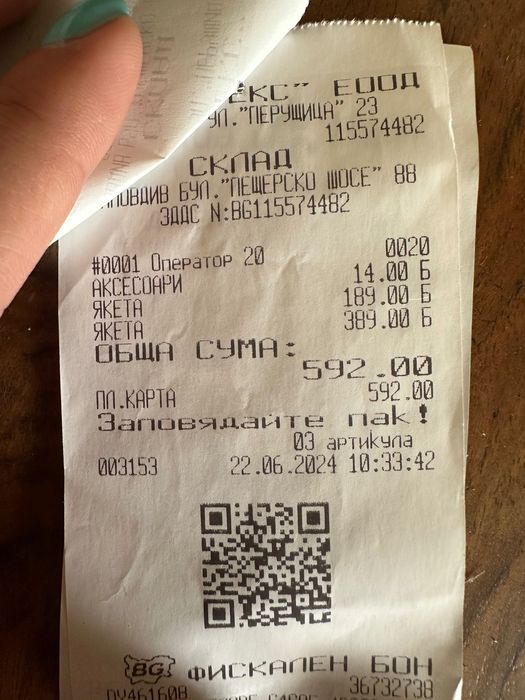 ЕКС" ЕООД
УЛ."ПЕРУЩИЦА" 23
115574482
СКЛАД
ПЛОВДИВ БУЛ."ПЕЩЕРСКО ШОСЕ" 88
ЗДДС N:BG115574482
#0001 Оператор 20 0020
АКСЕСОАРИ 14.00 Б
ЯКЕТА 189.00 Б
ЯКЕТА 389.00 Б
ОБЩА СУМА:
592.00
ПЛ.КАРТА 592.00
Заповядайте пак!
03 артикула
003153 22.06.2024 10:33:42
BG ФИСКАЛЕН БОН
DY461608 36732738